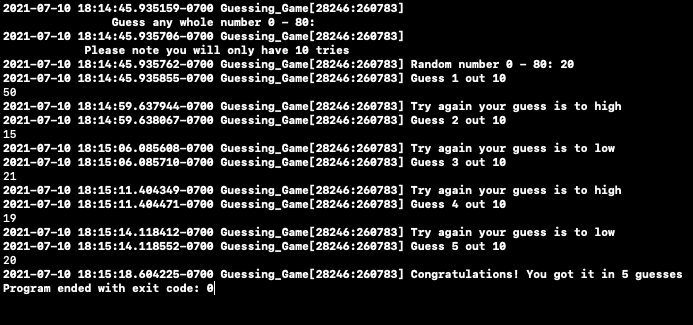 2021-07-10 18:14:45.935159-0700 Guessing_Game[28246:260783]
Guess any whole number 0 - 80:
2021-07-10 18:14:45.935706-0700 Guessing_Game[28246:260783]
Please note you will only have 10 tries
2021-07-10 18:14:45.935762-0700 Guessing_Game[28246:260783] Random number 0 - 80: 20
2021-07-10 18:14:45.935855-0700 Guessing_Game[28246:260783] Guess 1 out 10
50
2021-07-10 18:14:59.637944-0700 Guessing_Game[28246:260783] Try again your guess is to high
2021-07-10 18:14:59.638067-0700 Guessing_Game[28246:260783] Guess 2 out 10
15
2021-07-10 18:15:06.085608-0700 Guessing_Game[28246:260783] Try again your guess is to low
2021-07-10 18:15:06.085710-0700 Guessing_Game[28246:260783] Guess 3 out 10
21
2021-07-10 18:15:11.404349-0700 Guessing_Game[28246:260783] Try again your guess is to high
2021-07-10 18:15:11.404471-0700 Guessing_Game[28246:260783] Guess 4 out 10
19
2021-07-10 18:15:14.118412-0700 Guessing_Game[28246:260783] Try again your guess is to low
2021-07-10 18:15:14.118552-0700 Guessing_Game[28246:260783] Guess 5 out 10
20
2021-07-10 18:15:18.604225-0700 Guessing_Game[28246:260783] Congratulations! You got it in 5 guesses
Program ended with exit code: 0